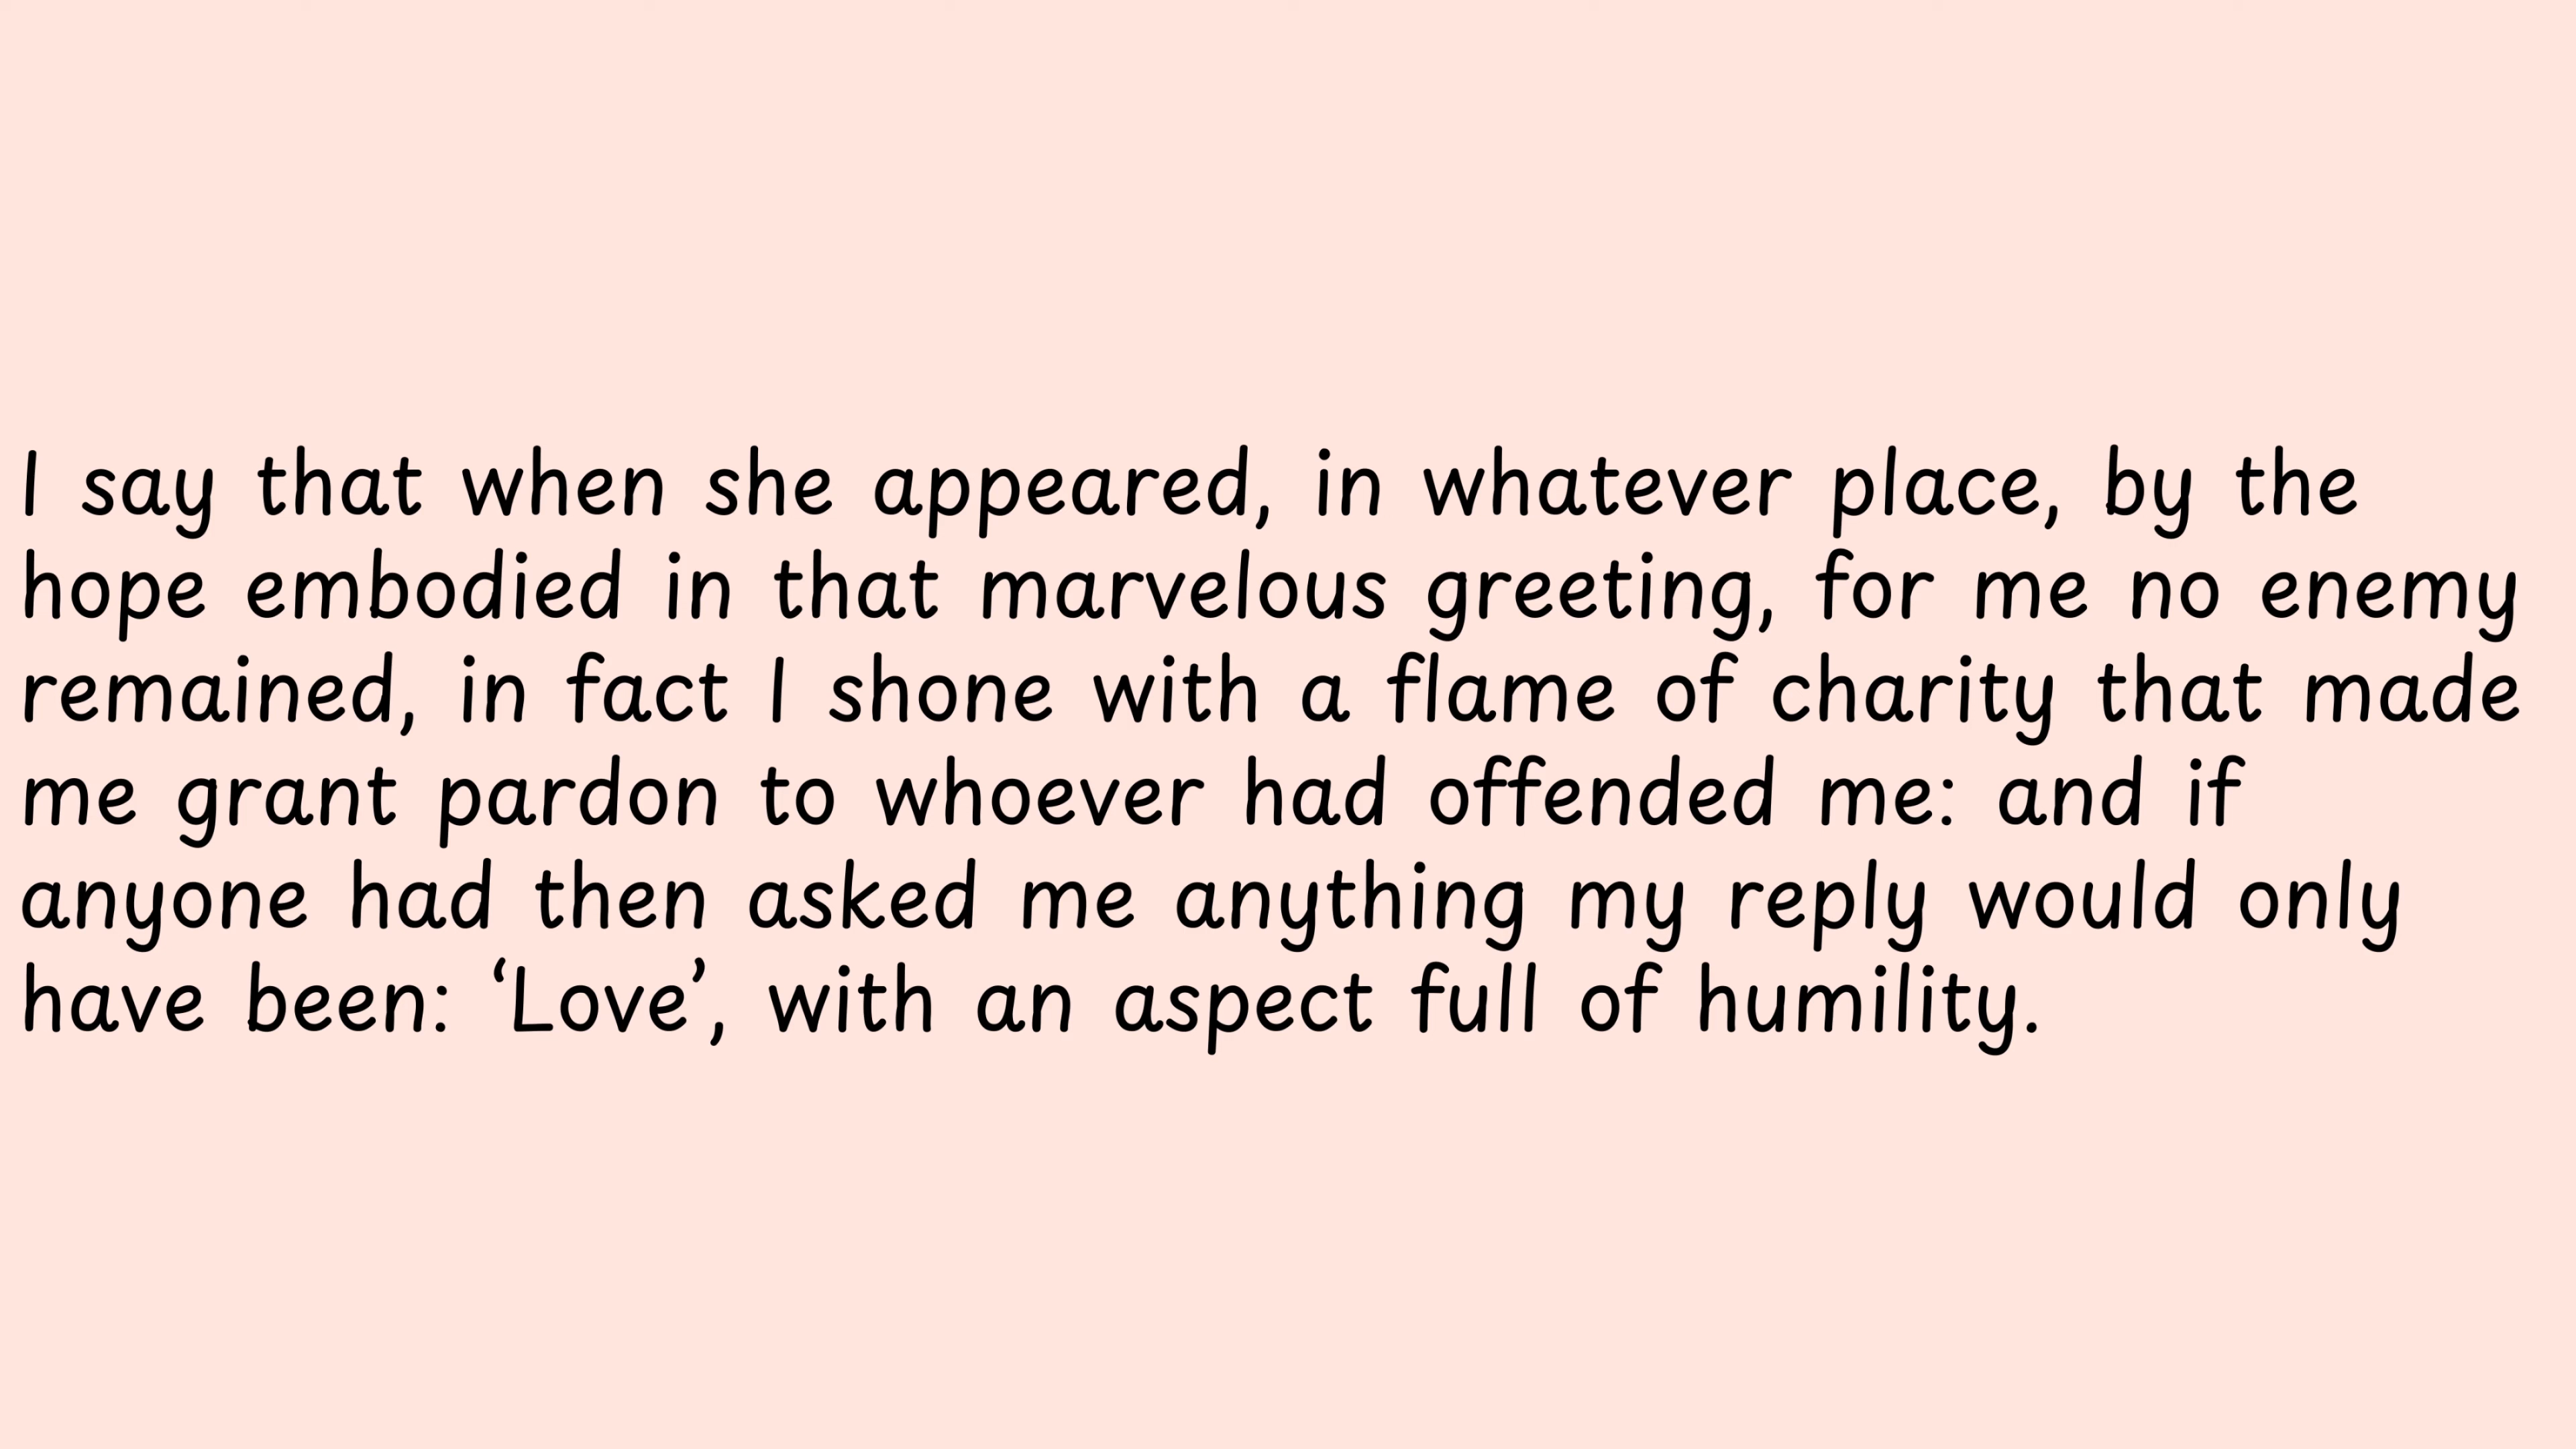 I say that when she appeared, in whatever place, by the
hope embodied in that marvelous greeting, for me no enemy
remained, in fact I shone with a flame of charity that made
me grant pardon to whoever had offended me: and if
anyone had then asked me anything my reply would only
have been: ‘Love’, with an aspect full of humility.